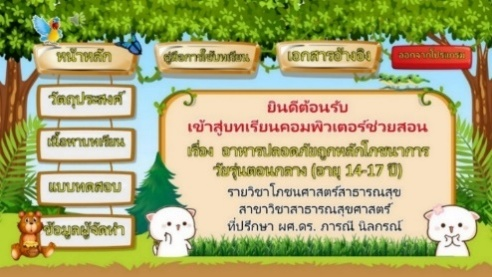 หน้าหลัก
คู่มือการใช้บทเรียน
เอกสารอ้างอิง
ออกจากโปรแกรม
วัตถุประสงค์
เนื้อหาบทเรียน
แบบทดสอบ
ข้อมูลผู้จัดทำ
ยินดีต้อนรับ
เข้าสู่บทเรียนคอมพิวเตอร์ช่วยสอน
เรื่อง อาหารปลอดภัยถูกหลักโภชนาการ
วัยรุ่นตอนกลาง (อายุ 14-17 ปี)
รายวิชาโภชนศาสตร์สาธารณสุข
สาขาวิชาสาธารณสุขศาสตร์
ที่ปรึกษา ผศ.ดร. ภารณี นิลกรณ์